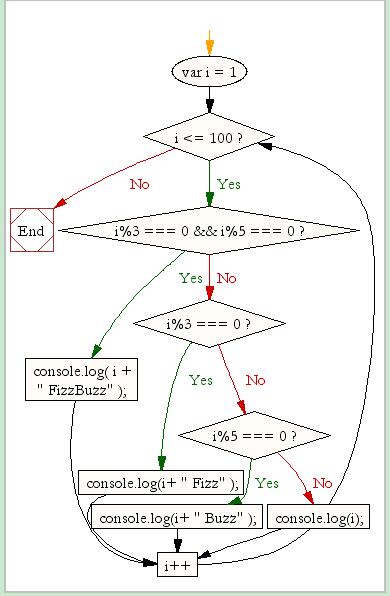 var i = 1
i <= 100 ?
No
Yes
End
i%3 === 0 && i%5 === 0 ?
Yes
No
i%3 === 0 ?
console.log( i +
" FizzBuzz" );
Yes
No
i%5 === 0 ?
console.log(i+ " Fizz" );
Yes
No
console.log(i+ " Buzz" );
console.log(i);
i++